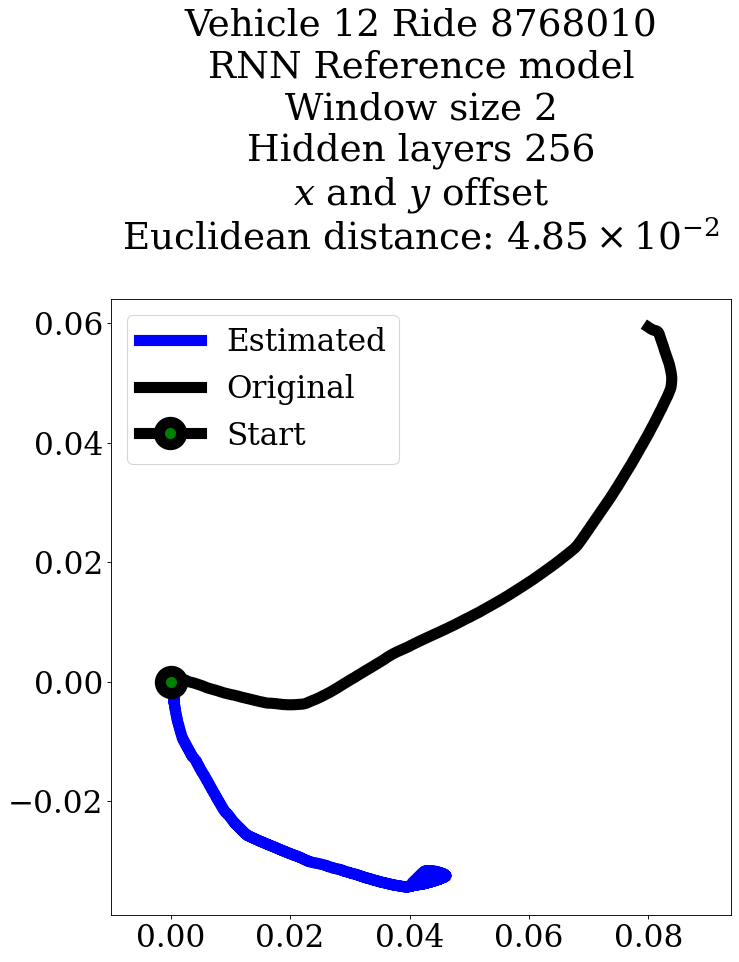 Vehicle 12 Ride 8768010
RNN Reference model
Window size 2
Hidden layers 256
x and y offset
Euclidean distance: 4.85 × 10⁻²
Estimated
Original
Start
0.06
0.04
0.02
0.00
−0.02
0.00 0.02 0.04 0.06 0.08